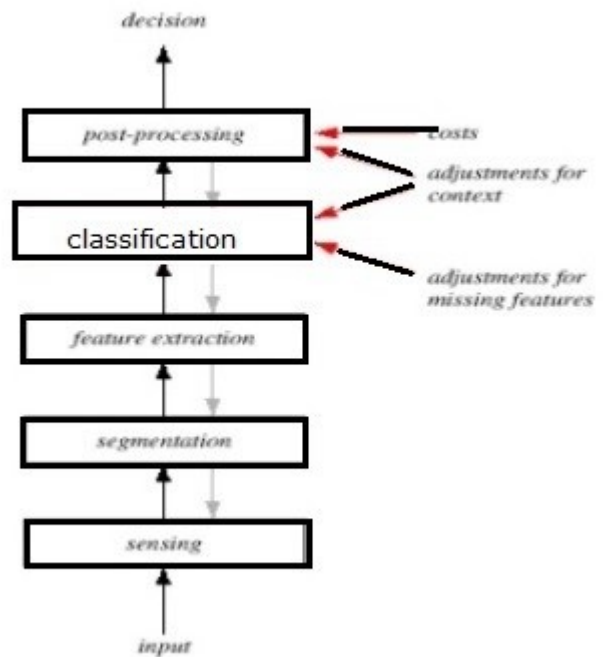 decision
post-processing
costs
adjustments for
context
classification
adjustments for
missing features
feature extraction
segmentation
sensing
input